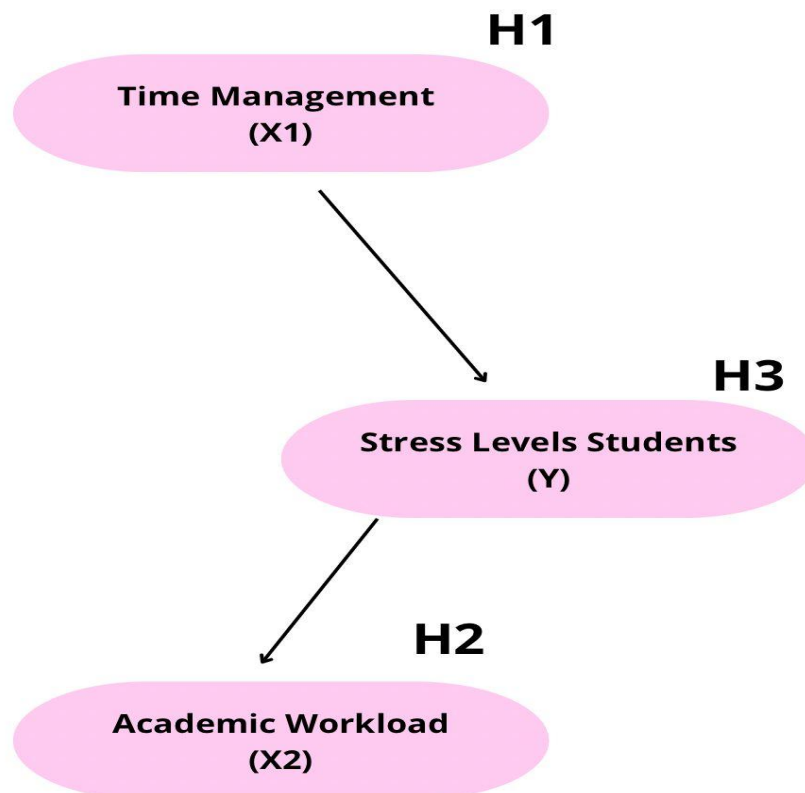 H1
Time Management
(X1)
H3
Stress Levels Students
(Y)
H2
Academic Workload
(X2)